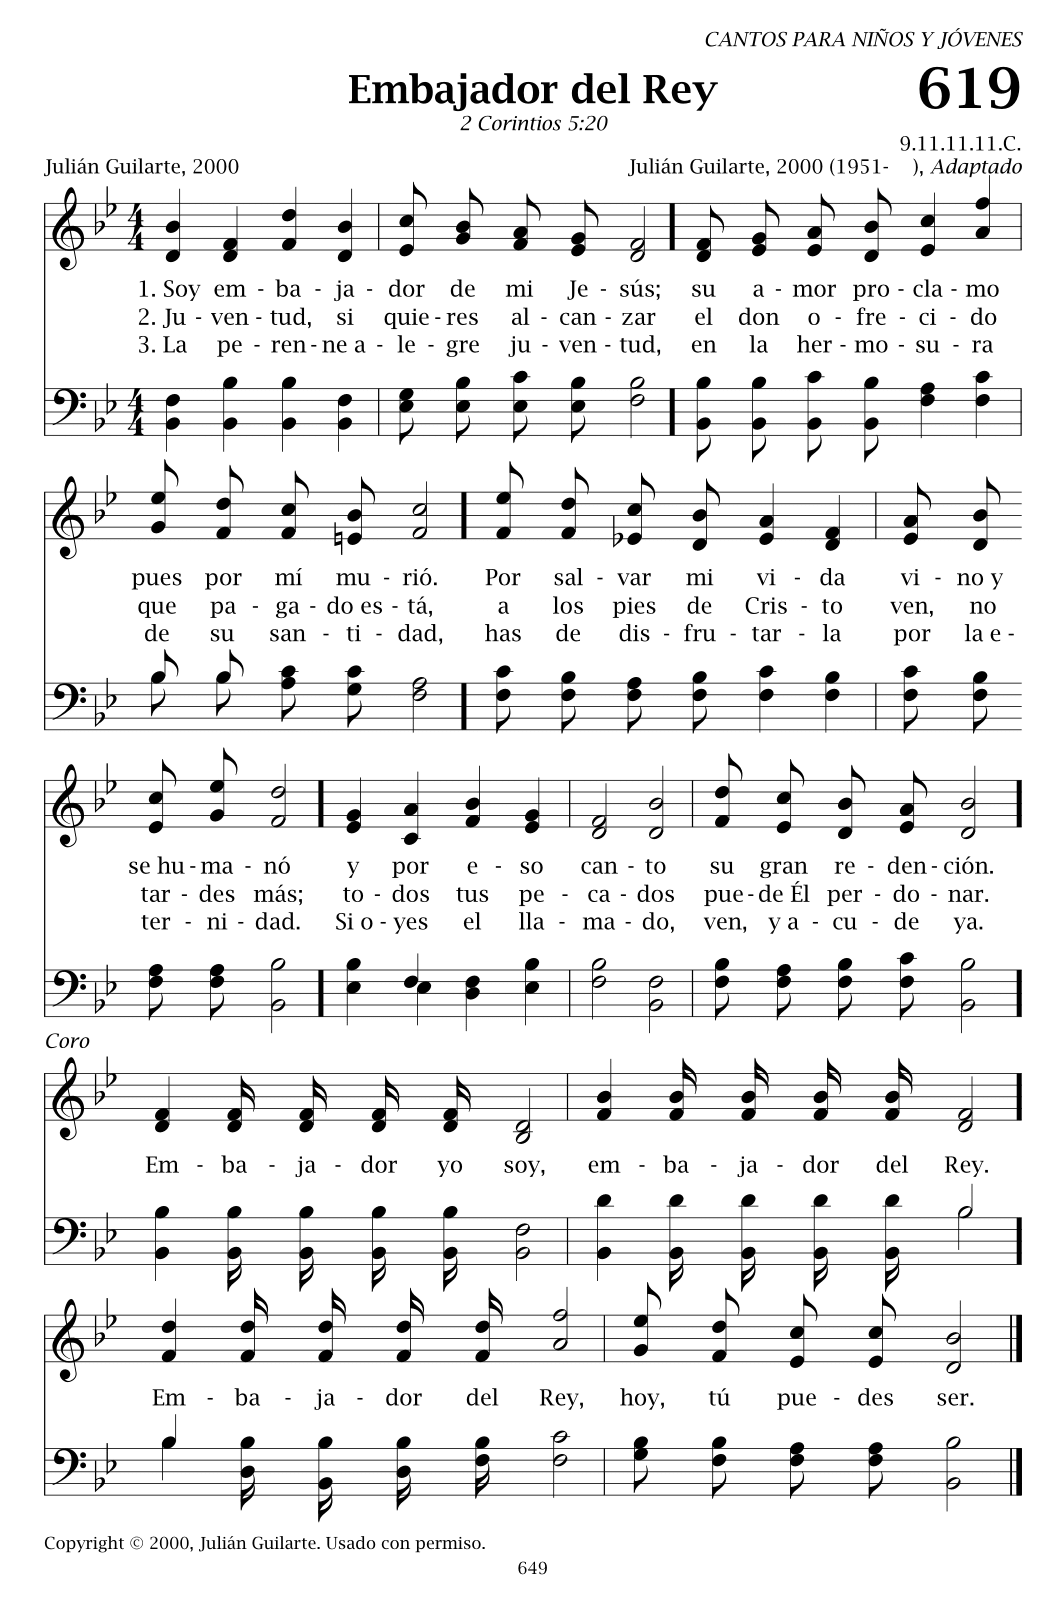 CANTOS PARA NIÑOS Y JÓVENES
Embajador del Rey
619
2 Corintios 5:20
9.11.11.11.C.
Julián Guilarte, 2000
Julián Guilarte, 2000 (1951-    ), Adaptado
1. Soy em - ba - ja - dor de mi Je - sús; su a - mor pro - cla - mo
2. Ju - ven - tud, si quie - res al - can - zar el don o - fre - ci - do
3. La pe - ren - ne a - le - gre ju - ven - tud, en la her - mo - su - ra
pues por mí mu - rió. Por sal - var mi vi - da vi - no y
que pa - ga - do es - tá, a los pies de Cris - to ven, no
de su san - ti - dad, has de dis - fru - tar - la por la e -
se hu - ma - nó y por e - so can - to su gran re - den - ción.
tar - des más; to - dos tus pe - ca - dos pue - de Él per - do - nar.
ter - ni - dad. Si o - yes el lla - ma - do, ven, y a - cu - de ya.
Coro
Em - ba - ja - dor yo soy, em - ba - ja - dor del Rey.
Em - ba - ja - dor del Rey, hoy, tú pue - des ser.
Copyright © 2000, Julián Guilarte. Usado con permiso.
649